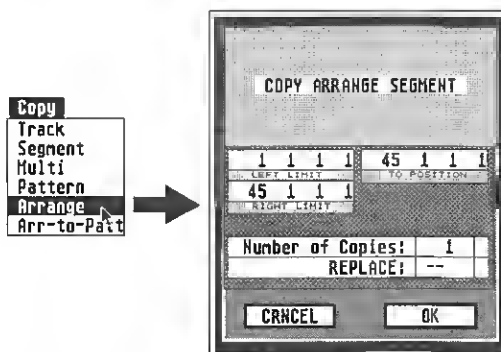 Copy
Track
Segment
Multi
Pattern
Arrange
Arr-to-Patt
COPY ARRANGE SEGMENT
1 1 1 1
45 1 1 1
LEFT LIMIT
TO POSITION
45 1 1 1
RIGHT LIMIT
Number of Copies: 1
REPLACE: --
CANCEL
OK